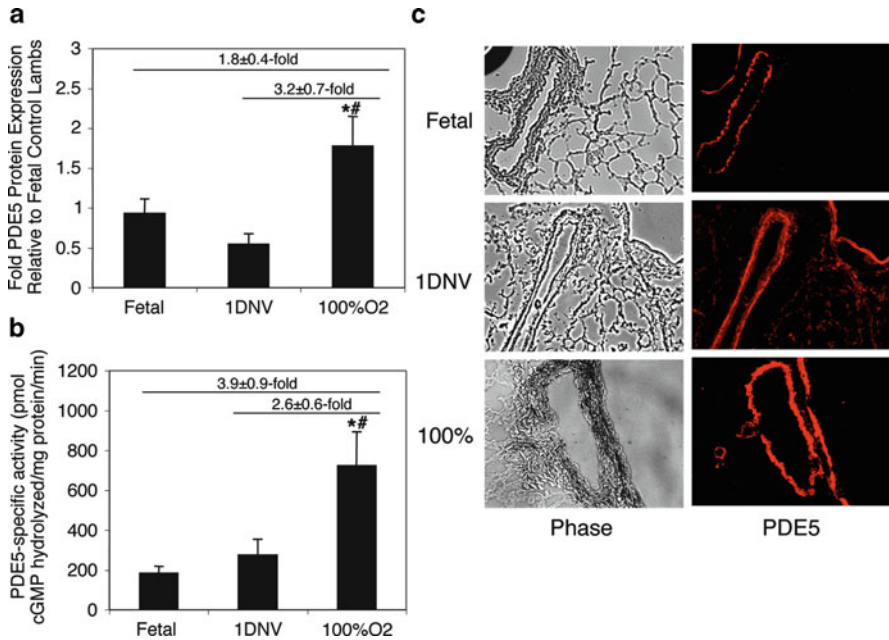 a
Fold PDE5 Protein Expression
Relative to Fetal Control Lambs
3
2.5
2
1.5
1
0.5
0
1.8±0.4-fold
3.2±0.7-fold
*#
Fetal 1DNV 100%O2
b
PDE5-specific activity (pmol
cGMP hydrolyzed/mg protein/min)
1200
1000
800
600
400
200
0
3.9±0.9-fold
2.6±0.6-fold
*#
Fetal 1DNV 100%O2
c
Fetal
1DNV
100%
Phase PDE5